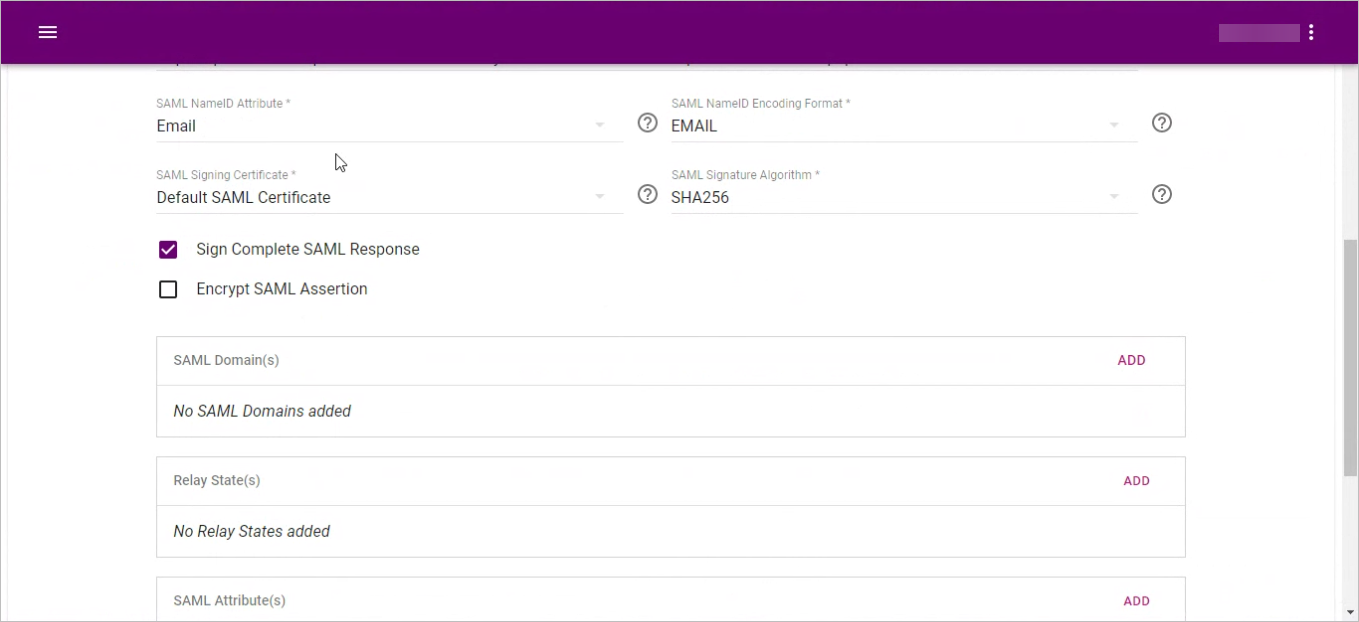 SAML NameID Attribute *
SAML NameID Encoding Format *
Email
EMAIL
SAML Signing Certificate *
SAML Signature Algorithm *
Default SAML Certificate
SHA256
Sign Complete SAML Response
Encrypt SAML Assertion
SAML Domain(s)
ADD
No SAML Domains added
Relay State(s)
ADD
No Relay States added
SAML Attribute(s)
ADD